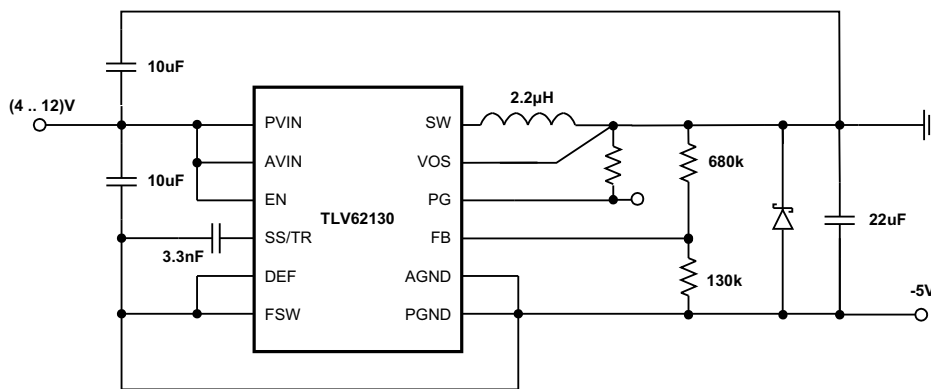 10uF
2.2µH
(4 .. 12)V
PVIN
SW
AVIN
VOS
680k
10uF
EN
PG
TLV62130
22uF
3.3nF
SS/TR
FB
DEF
AGND
130k
-5V
FSW
PGND